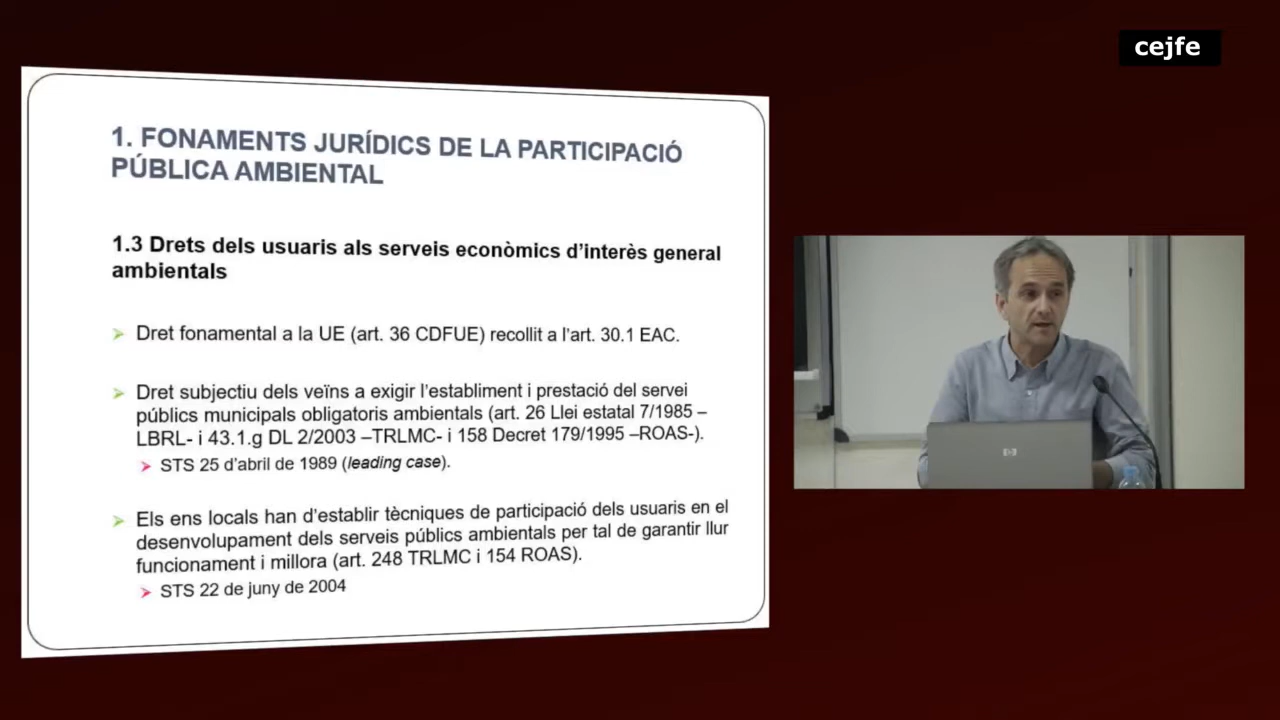 cejfe
1. FONAMENTS JURÍDICS DE LA PARTICIPACIÓ
PÚBLICA AMBIENTAL
1.3 Drets dels usuaris als serveis econòmics d’interès general
ambientals
Dret fonamental a la UE (art. 36 CDFUE) recollit a l’art. 30.1 EAC.
Dret subjectiu dels veïns a exigir l’establiment i prestació del servei
públics municipals obligatoris ambientals (art. 26 Llei estatal 7/1985 –
LBRL- i 43.1.g DL 2/2003 –TRLMC- i 158 Decret 179/1995 –ROAS-).
STS 25 d’abril de 1989 (leading case).
Els ens locals han d’establir tècniques de participació dels usuaris en el
desenvolupament dels serveis públics ambientals per tal de garantir llur
funcionament i millora (art. 248 TRLMC i 154 ROAS).
STS 22 de juny de 2004
hp